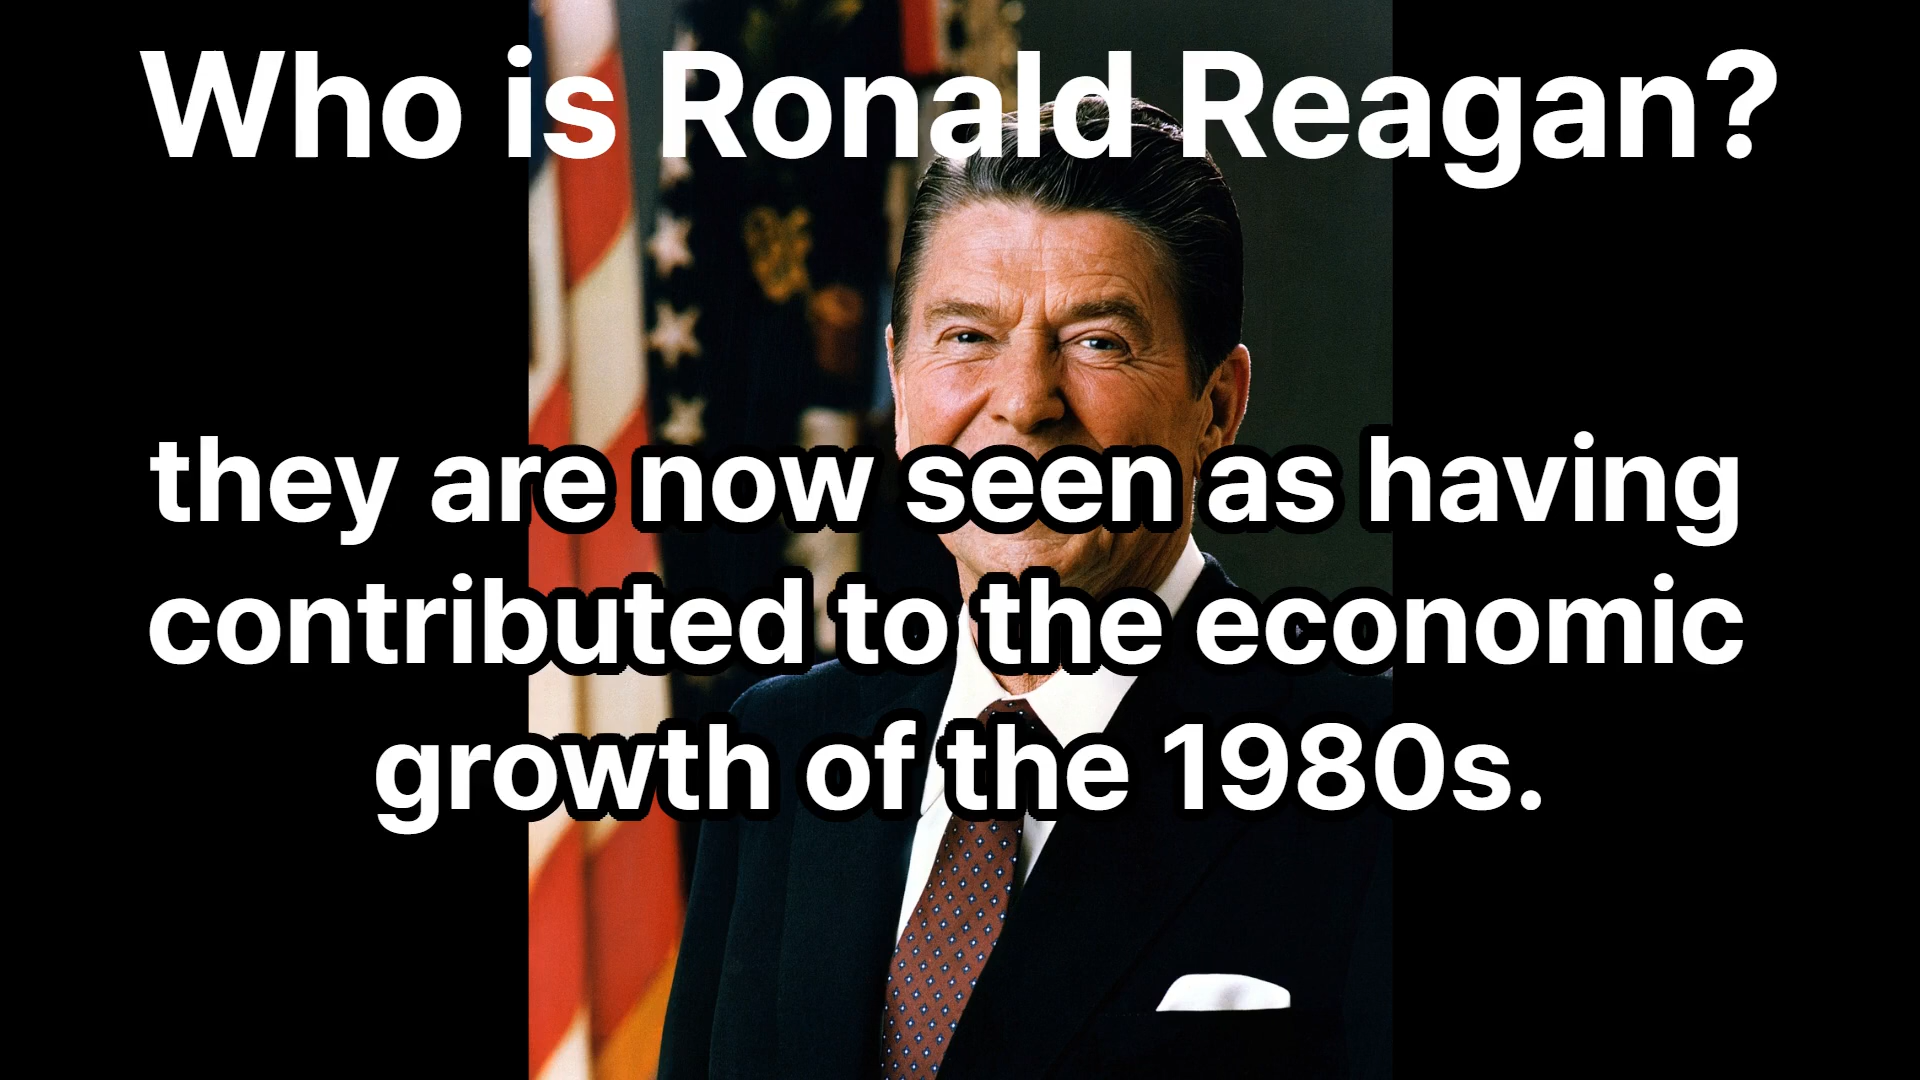 Who is Ronald Reagan?
they are now seen as having
contributed to the economic
growth of the 1980s.